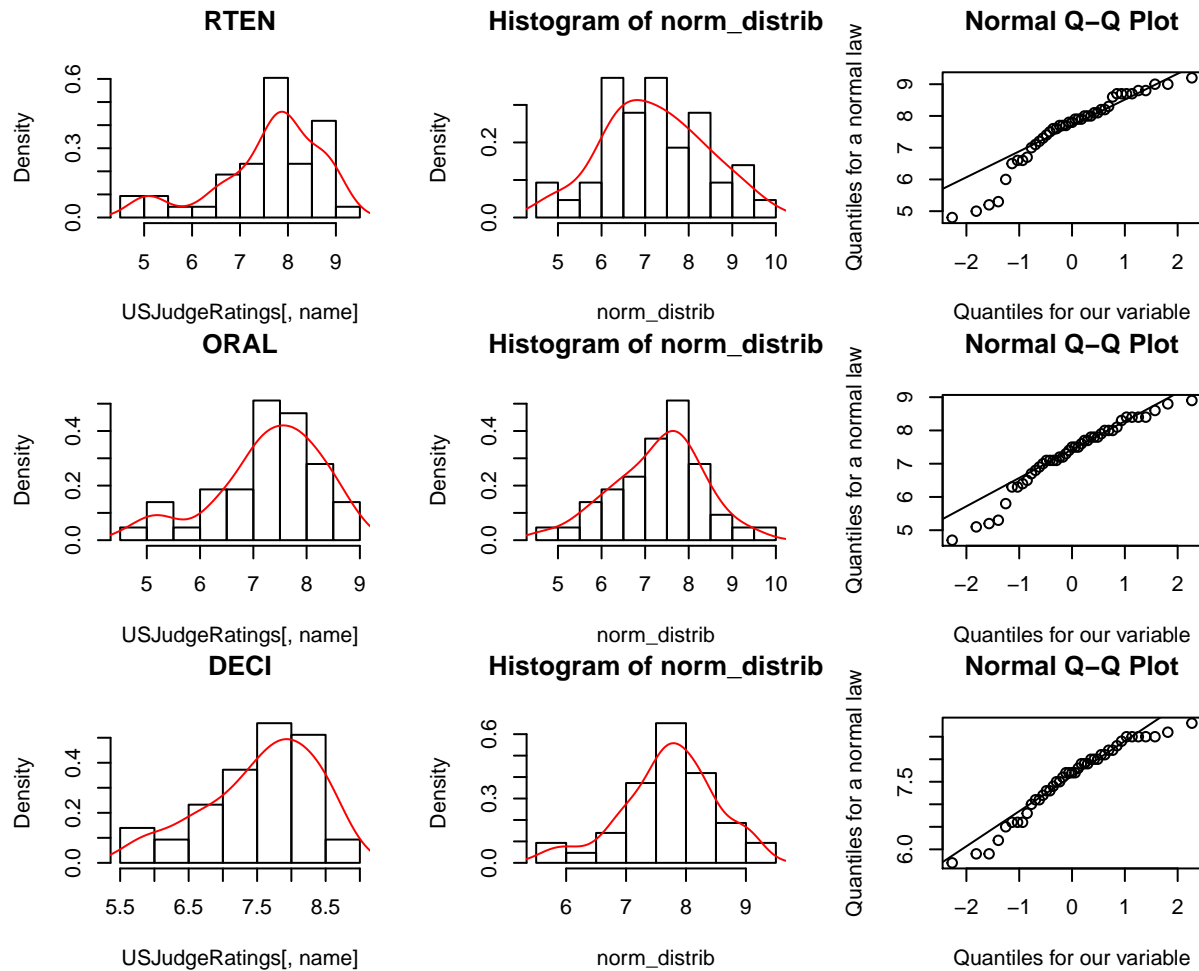 RTEN
Density
0.0 0.3 0.6
5 6 7 8 9
USJudgeRatings[, name]
Histogram of norm_distrib
Density
0.0 0.2
5 6 7 8 9 10
norm_distrib
Normal Q−Q Plot
Quantiles for a normal law
5 6 7 8 9
−2 −1 0 1 2
Quantiles for our variable
ORAL
Density
0.0 0.2 0.4
5 6 7 8 9
USJudgeRatings[, name]
Histogram of norm_distrib
Density
0.0 0.2 0.4
5 6 7 8 9 10
norm_distrib
Normal Q−Q Plot
Quantiles for a normal law
5 6 7 8 9
−2 −1 0 1 2
Quantiles for our variable
DECI
Density
0.0 0.2 0.4
5.5 6.5 7.5 8.5
USJudgeRatings[, name]
Histogram of norm_distrib
Density
0.0 0.3 0.6
6 7 8 9
norm_distrib
Normal Q−Q Plot
Quantiles for a normal law
6.0 7.5
−2 −1 0 1 2
Quantiles for our variable